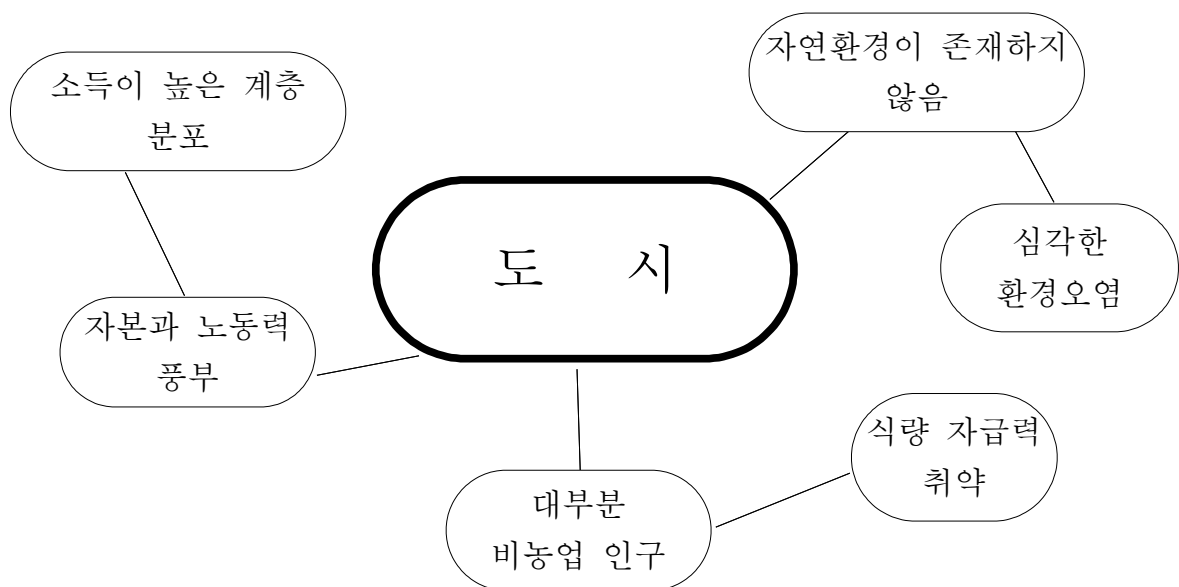 소득이 높은 계층
분포
자연환경이 존재하지
않음
도 시
심각한
환경오염
자본과 노동력
풍부
식량 자급력
취약
대부분
비농업 인구